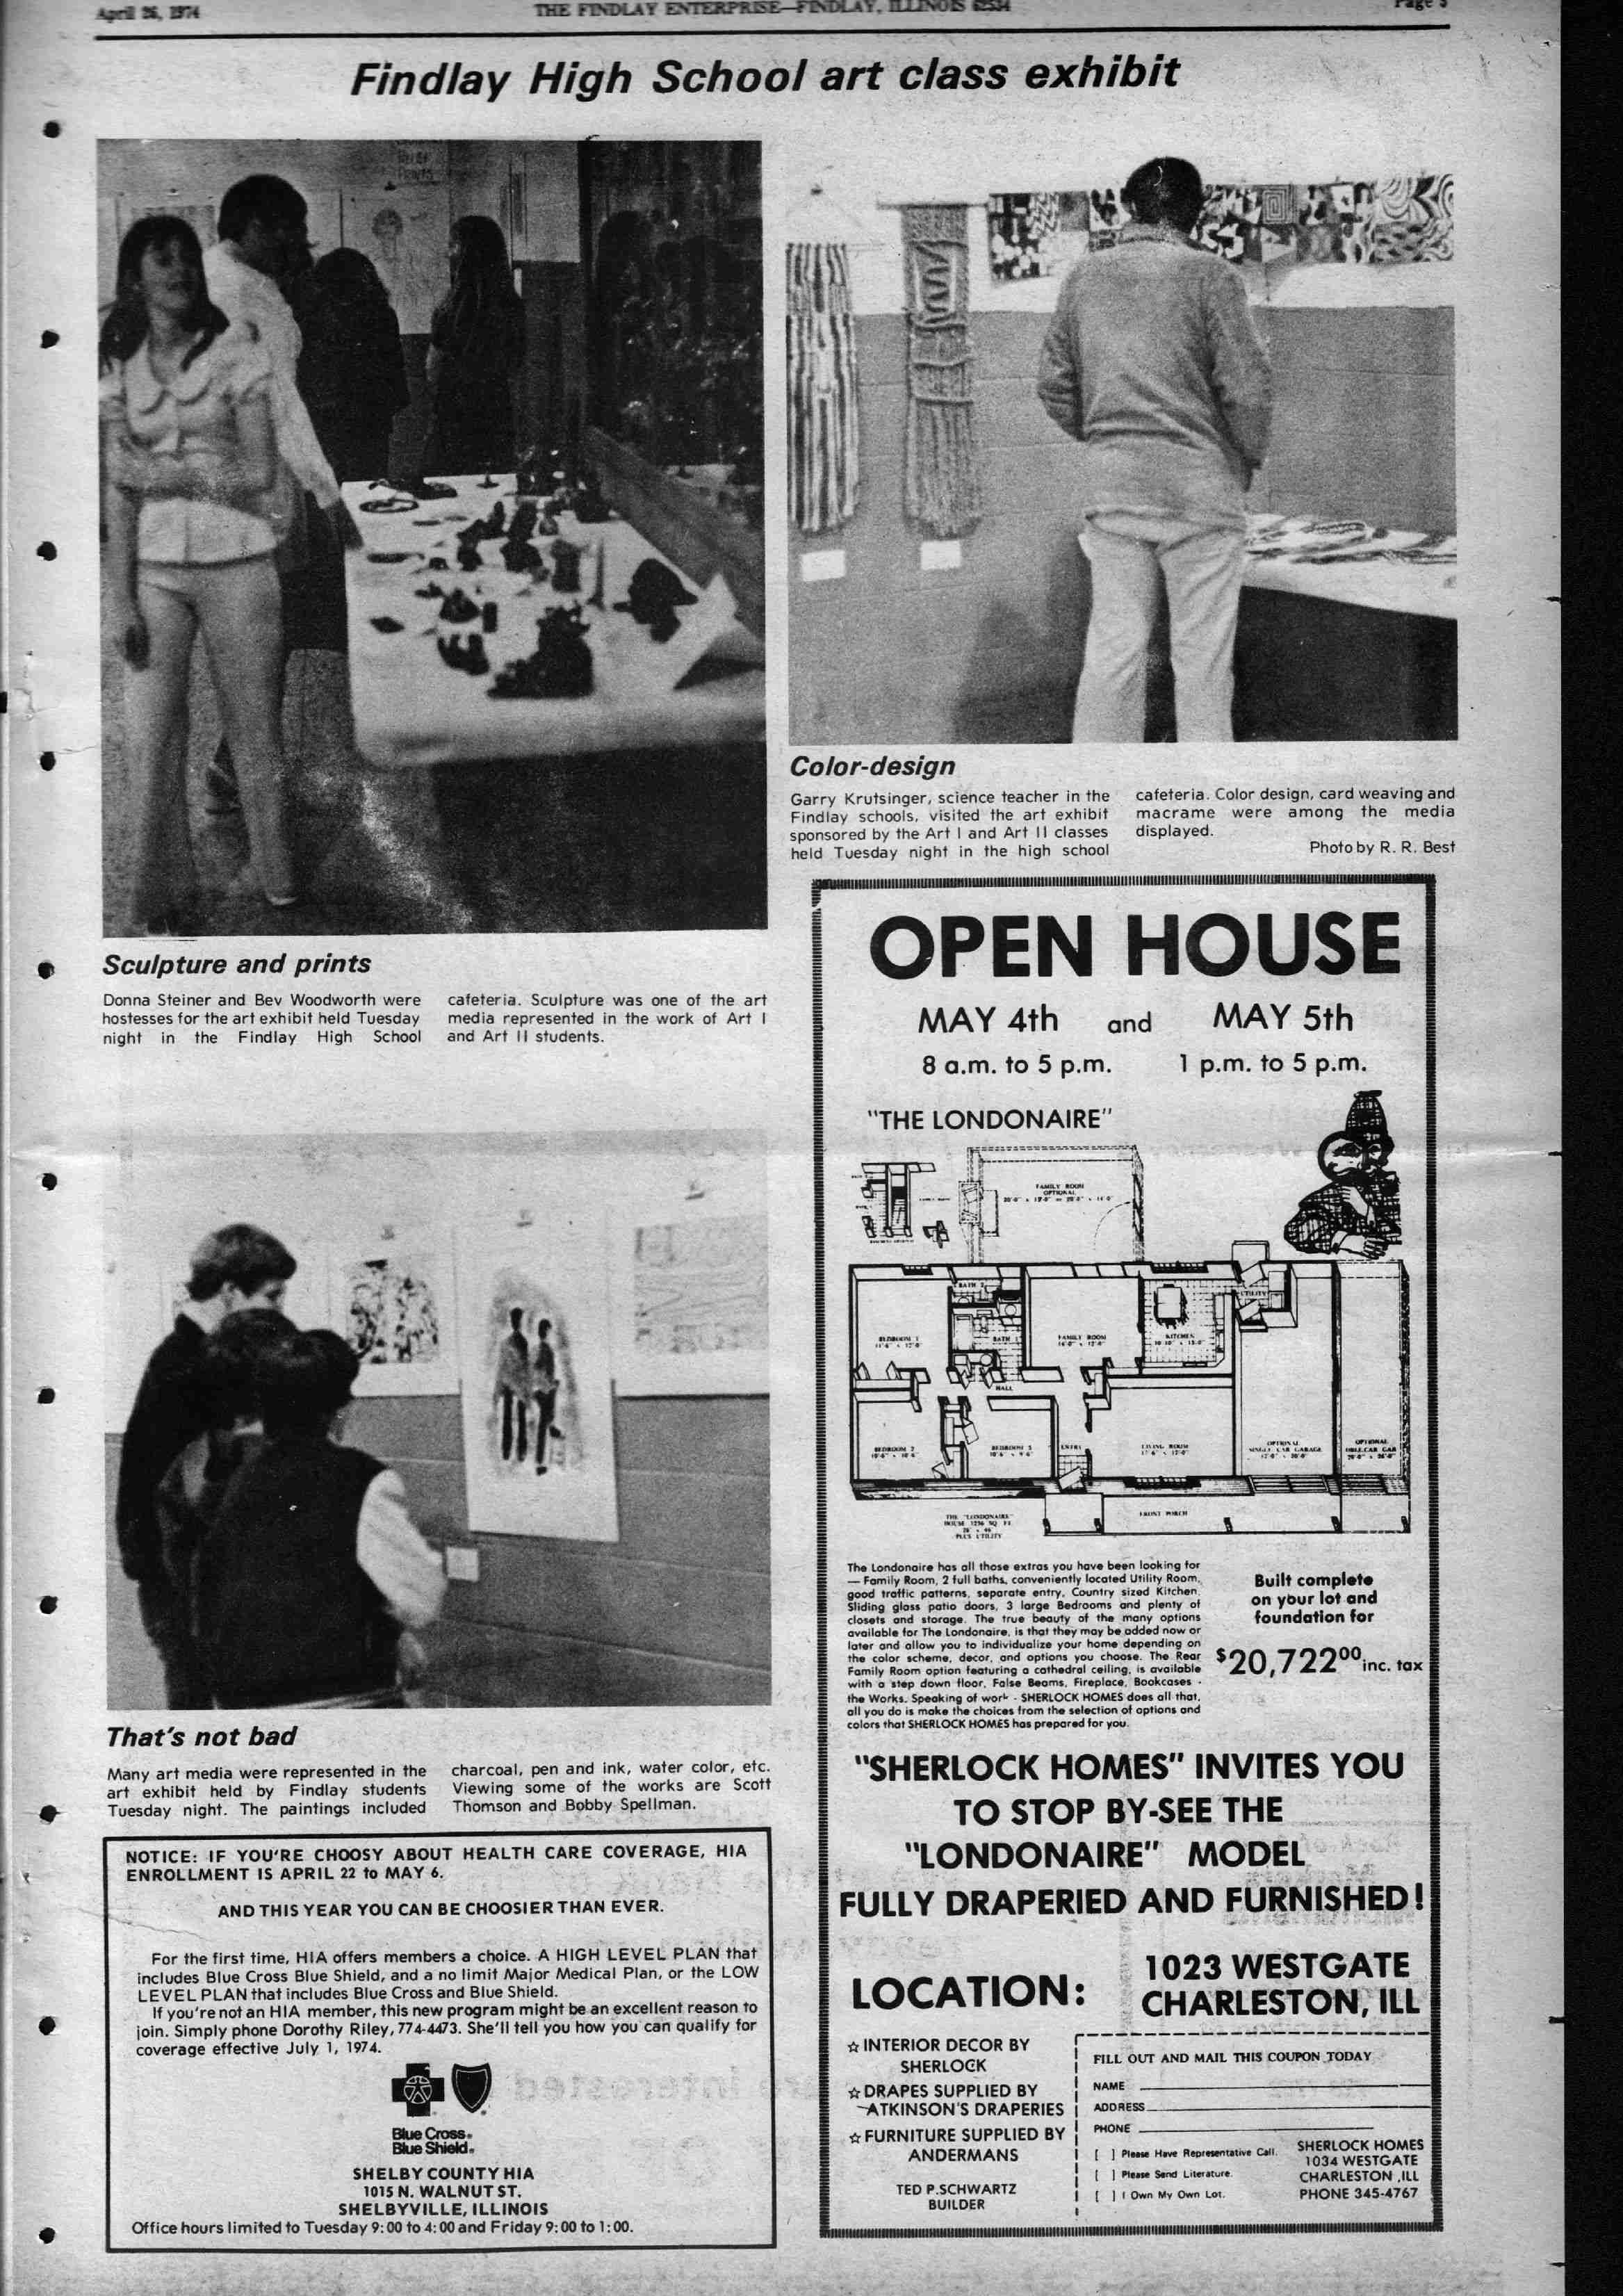 April 26, 1974
THE FINDLAY ENTERPRISE—FINDLAY, ILLINOIS 62534
Page
Findlay High School art class exhibit
Color-design
Garry Krutsinger, science teacher in the
Findlay schools, visited the art exhibit
sponsored by the Art I and Art II classes
held Tuesday night in the high school
cafeteria. Color design, card weaving and
macrame were among the media
displayed.
Photo by R. R. Best
Sculpture and prints
Donna Steiner and Bev Woodworth were
hostesses for the art exhibit held Tuesday
night in the Findlay High School
cafeteria. Sculpture was one of the art
media represented in the work of Art I
and Art II students.
That's not bad
Many art media were represented in the
art exhibit held by Findlay students
Tuesday night. The paintings included
charcoal, pen and ink, water color, etc.
Viewing some of the works are Scott
Thomson and Bobby Spellman.
NOTICE: IF YOU'RE CHOOSY ABOUT HEALTH CARE COVERAGE, HIA
ENROLLMENT IS APRIL 22 to MAY 6.
AND THIS YEAR YOU CAN BE CHOOSIER THAN EVER.
For the first time, HIA offers members a choice. A HIGH LEVEL PLAN that
includes Blue Cross Blue Shield, and a no limit Major Medical Plan, or the LOW
LEVEL PLAN that includes Blue Cross and Blue Shield.
If you're not an HIA member, this new program might be an excellent reason to
join. Simply phone Dorothy Riley, 774-4473. She'll tell you how you can qualify for
coverage effective July 1, 1974.
Blue Cross®
Blue Shield®
SHELBY COUNTY HIA
1015 N. WALNUT ST.
SHELBYVILLE, ILLINOIS
Office hours limited to Tuesday 9:00 to 4:00 and Friday 9:00 to 1:00.
OPEN HOUSE
MAY 4th and MAY 5th
8 a.m. to 5 p.m. 1 p.m. to 5 p.m.
"THE LONDONAIRE"
FAMILY ROOM
OPTIONAL
BATH 2
UTILITY
BEDROOM 1
11'6" x 12'0"
BATH
FAMILY ROOM
16'0" x 12'0"
KITCHEN
10'10" x 13'0"
HALL
BEDROOM 2
10'6" x 10'6"
BEDROOM 3
10'6" x 9'6"
ENTRY
LIVING ROOM
17'6" x 12'0"
OPTIONAL
SINGLE CAR GARAGE
OPTIONAL
DBLE.CAR GAR
THE "LONDONAIRE"
HOUSE 1236 SQ. FT.
PLUS UTILITY
FRONT PORCH
The Londonaire has all those extras you have been looking for
— Family Room, 2 full baths, conveniently located Utility Room,
good traffic patterns, separate entry, Country sized Kitchen,
Sliding glass patio doors, 3 large Bedrooms and plenty of
closets and storage. The true beauty of the many options
available for The Londonaire, is that they may be added now or
later and allow you to individualize your home depending on
the color scheme, decor, and options you choose. The Rear
Family Room option featuring a cathedral ceiling, is available
with a step down floor, False Beams, Fireplace, Bookcases -
the Works. Speaking of work - SHERLOCK HOMES does all that,
all you do is make the choices from the selection of options and
colors that SHERLOCK HOMES has prepared for you.
Built complete
on your lot and
foundation for
$20,722 00 inc. tax
"SHERLOCK HOMES" INVITES YOU
TO STOP BY-SEE THE
"LONDONAIRE" MODEL
FULLY DRAPERIED AND FURNISHED!
LOCATION: 1023 WESTGATE
CHARLESTON, ILL
☆ INTERIOR DECOR BY
SHERLOCK
☆ DRAPES SUPPLIED BY
ATKINSON'S DRAPERIES
☆ FURNITURE SUPPLIED BY
ANDERMANS
TED P. SCHWARTZ
BUILDER
FILL OUT AND MAIL THIS COUPON TODAY
NAME
ADDRESS
PHONE
[ ] Please Have Representative Call.
[ ] Please Send Literature.
[ ] I Own My Own Lot.
SHERLOCK HOMES
1034 WESTGATE
CHARLESTON, ILL
PHONE 345-4767